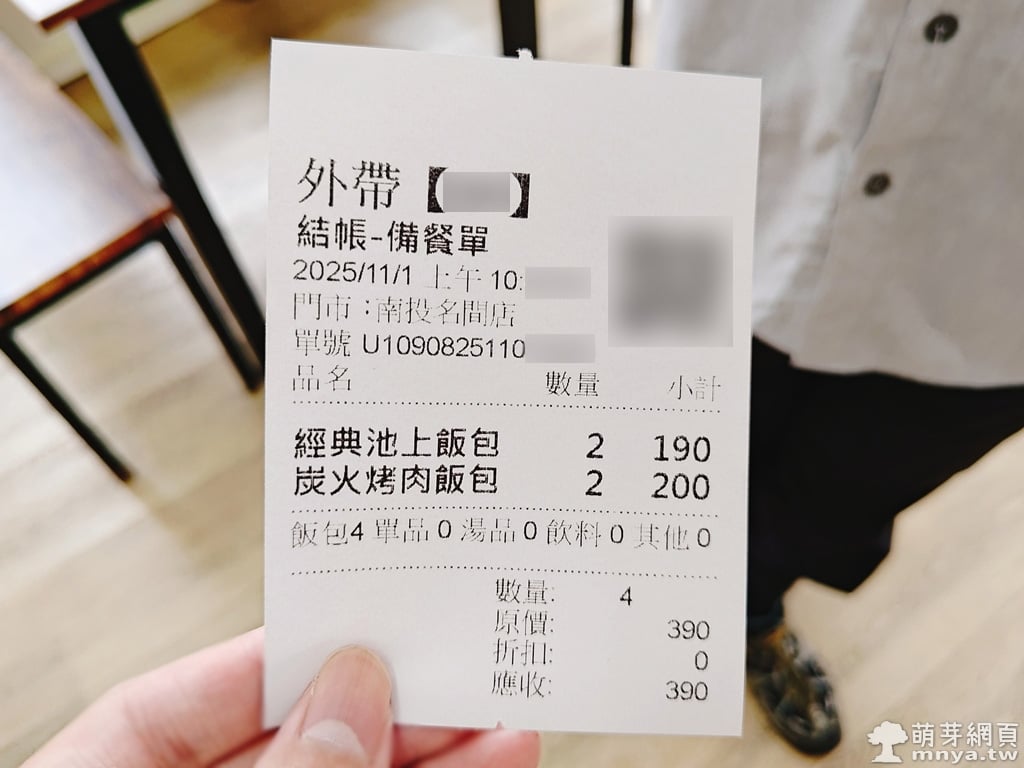 外帶【 】
結帳-備餐單
2025/11/1 上午 10:
門市：南投名間店
單號 U1090825110
品名 數量 小計
經典池上飯包 2 190
炭火烤肉飯包 2 200
飯包4 單品 0 湯品 0 飲料 0 其他 0
數量: 4
原價: 390
折扣: 0
應收: 390
萌芽網頁
mnya.tw